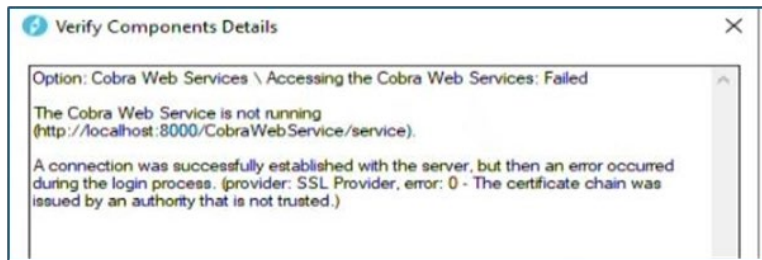 Verify Components Details
Option: Cobra Web Services \ Accessing the Cobra Web Services: Failed
The Cobra Web Service is not running
(http://localhost:8000/CobraWebService/service).
A connection was successfully established with the server, but then an error occurred
during the login process. (provider: SSL Provider, error: 0 - The certificate chain was
issued by an authority that is not trusted.)